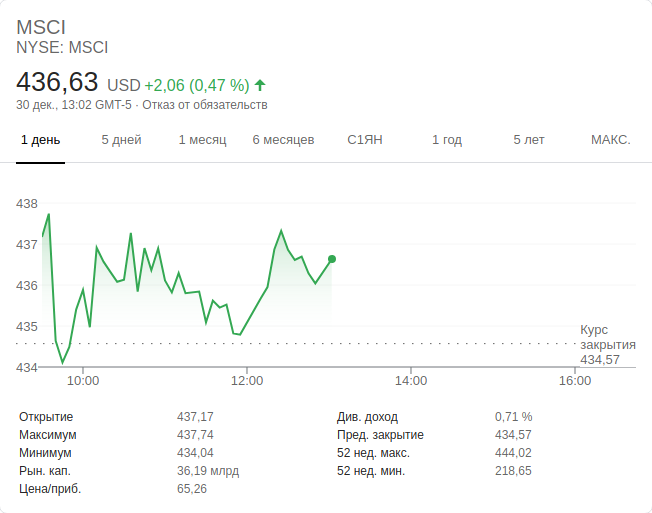 MSCI
NYSE: MSCI
436,63 USD +2,06 (0,47 %)
30 дек., 13:02 GMT-5 · Отказ от обязательств
1 день 5 дней 1 месяц 6 месяцев С1ЯН 1 год 5 лет МАКС.
438
437
436
435
434
Курс
закрытия
434,57
10:00 12:00 14:00 16:00
Открытие 437,17 Див. доход 0,71 %
Максимум 437,74 Пред. закрытие 434,57
Минимум 434,04 52 нед. макс. 444,02
Рын. кап. 36,19 млрд 52 нед. мин. 218,65
Цена/приб. 65,26